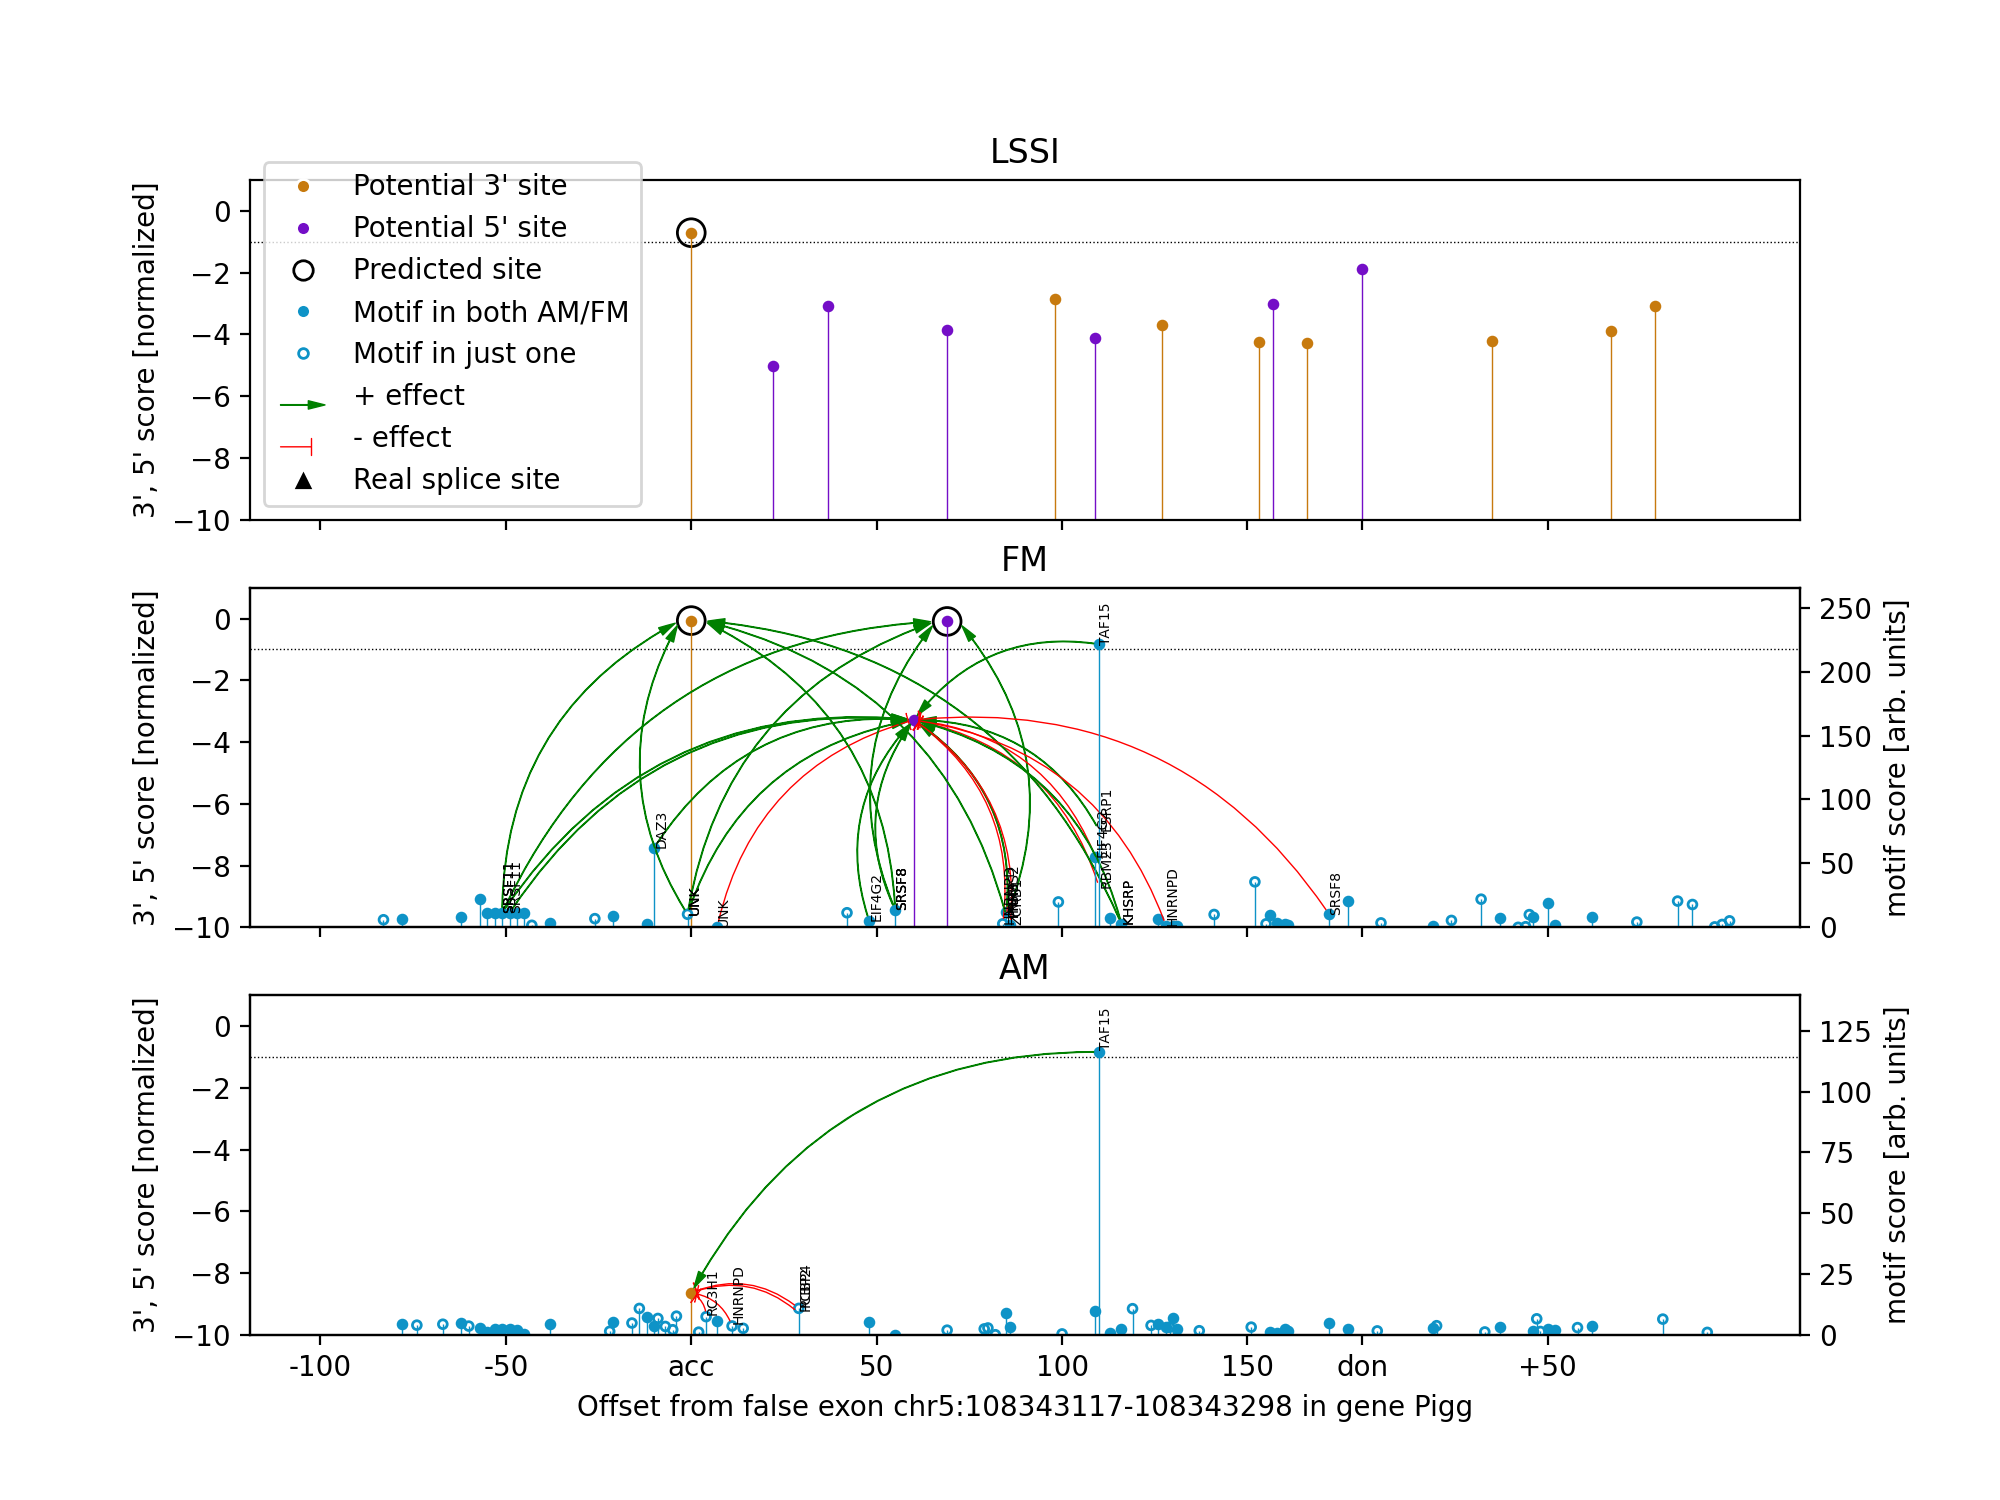 LSSI
3', 5' score [normalized]
0
−2
−4
−6
−8
−10
Potential 3' site
Potential 5' site
Predicted site
Motif in both AM/FM
Motif in just one
+ effect
- effect
Real splice site
FM
3', 5' score [normalized]
0
−2
−4
−6
−8
−10
SRSF11
DAZ3
UNK
UNK
EIF4G2
SRSF8
TAF15
KHSRP
HNRNPD
SRSF8
250
200
150
100
50
0
motif score [arb. units]
AM
3', 5' score [normalized]
0
−2
−4
−6
−8
−10
RC3H1
HNRNPD
TAF15
125
100
75
50
25
0
motif score [arb. units]
-100
-50
acc
50
100
150
don
+50
Offset from false exon chr5:108343117-108343298 in gene Pigg